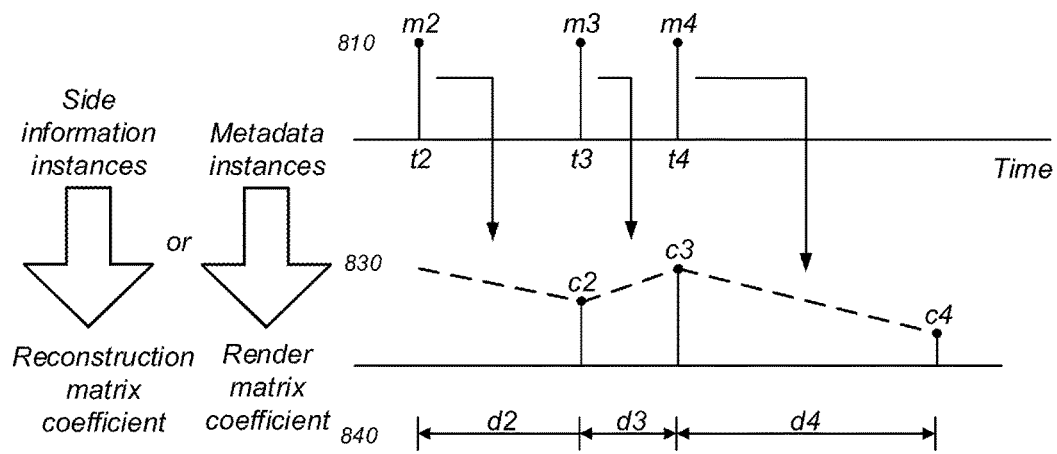 m2 m3 m4
810
Side
information
instances
Metadata
instances
t2 t3 t4
Time
or
830
c2
c3
c4
Reconstruction
matrix
coefficient
Render
matrix
coefficient
840
d2 d3 d4